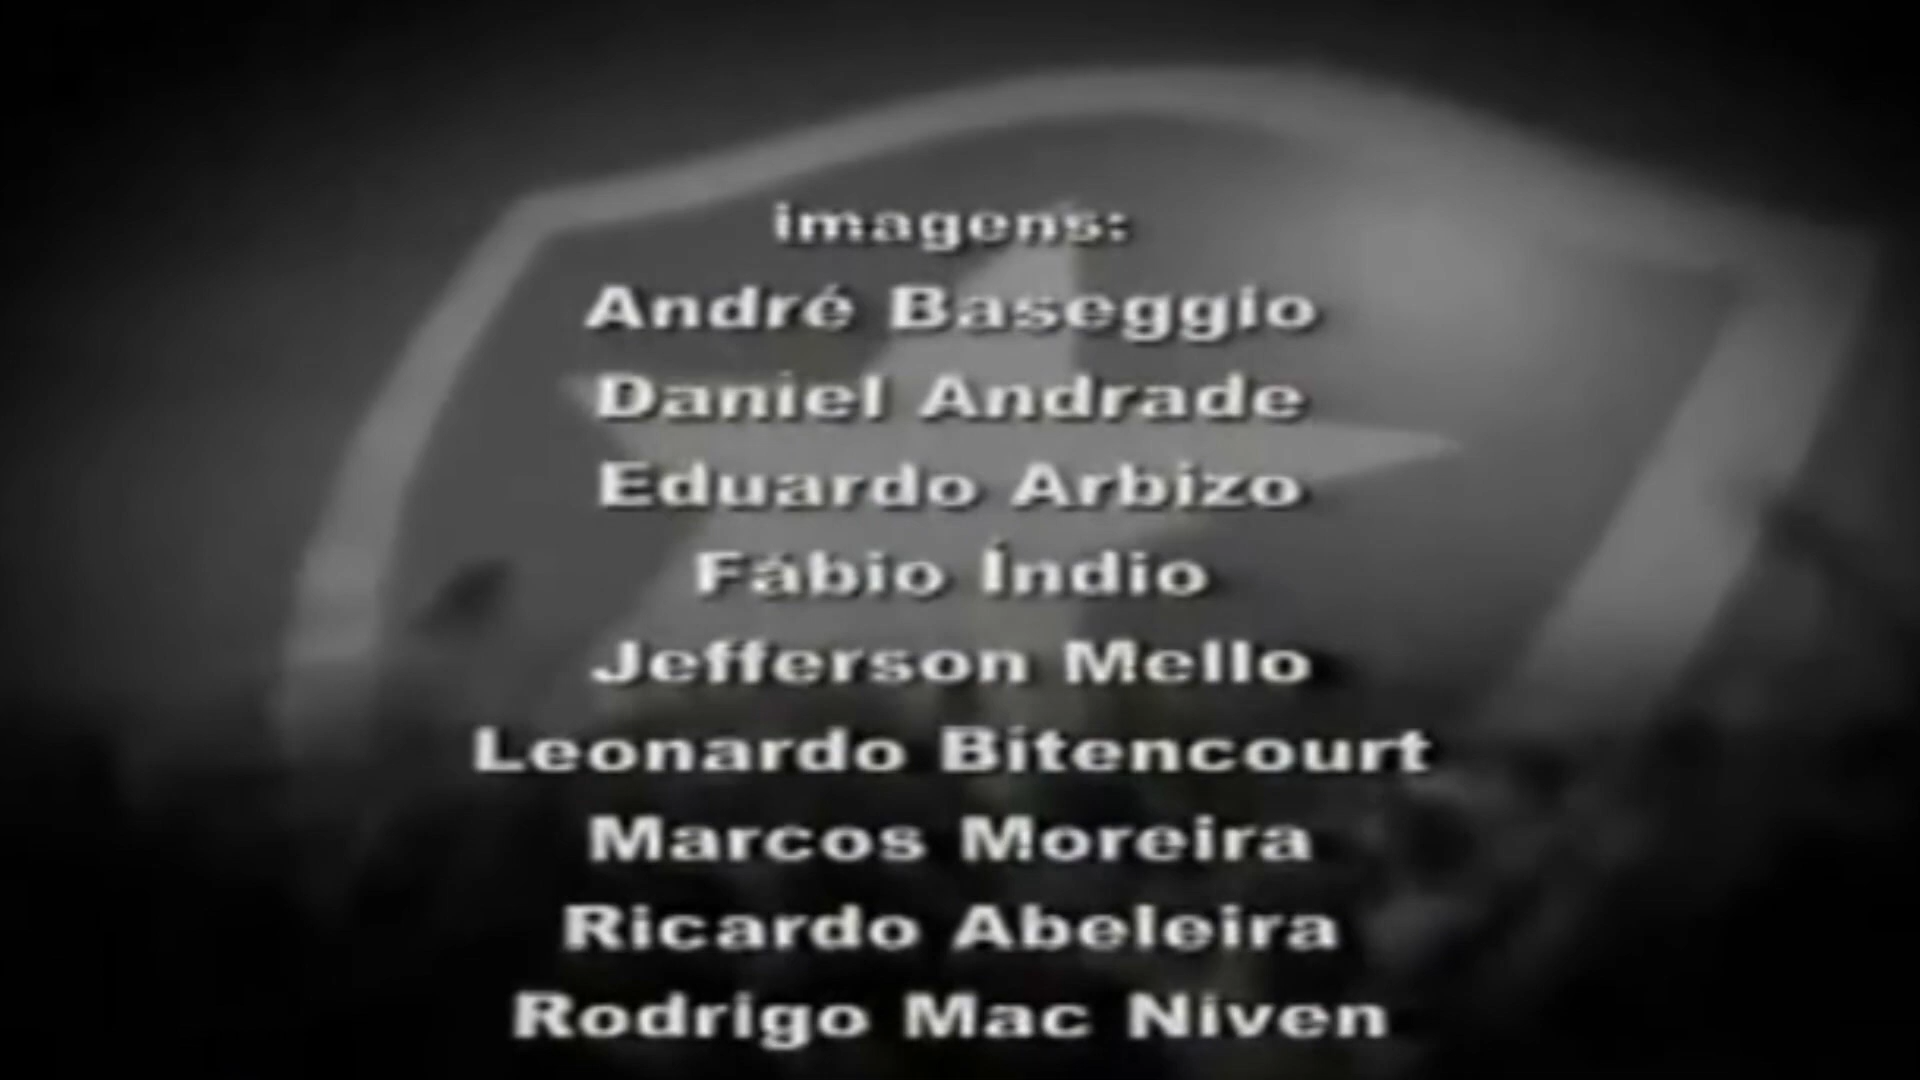 imagens:
André Baseggio
Daniel Andrade
Eduardo Arbizo
Fábio Índio
Jefferson Mello
Leonardo Bitencourt
Marcos Moreira
Ricardo Abeleira
Rodrigo Mac Niven